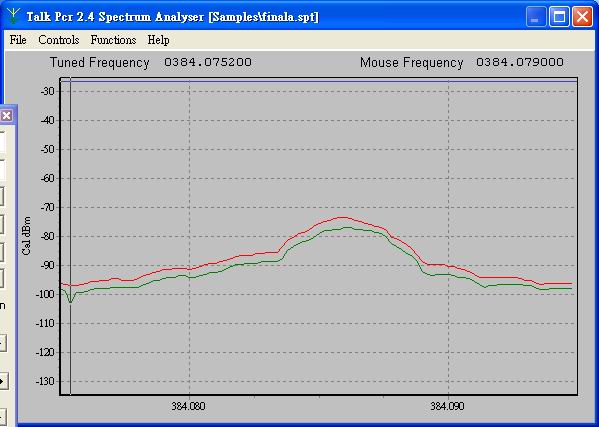 Talk Pcr 2.4 Spectrum Analyser [Samples\finala.spt]
File Controls Functions Help
Tuned Frequency 0384.075200 Mouse Frequency 0384.079000
-30
-40
-50
-60
-70
-80
-90
-100
-110
-120
-130
Cal dBm
384.080 384.090
n